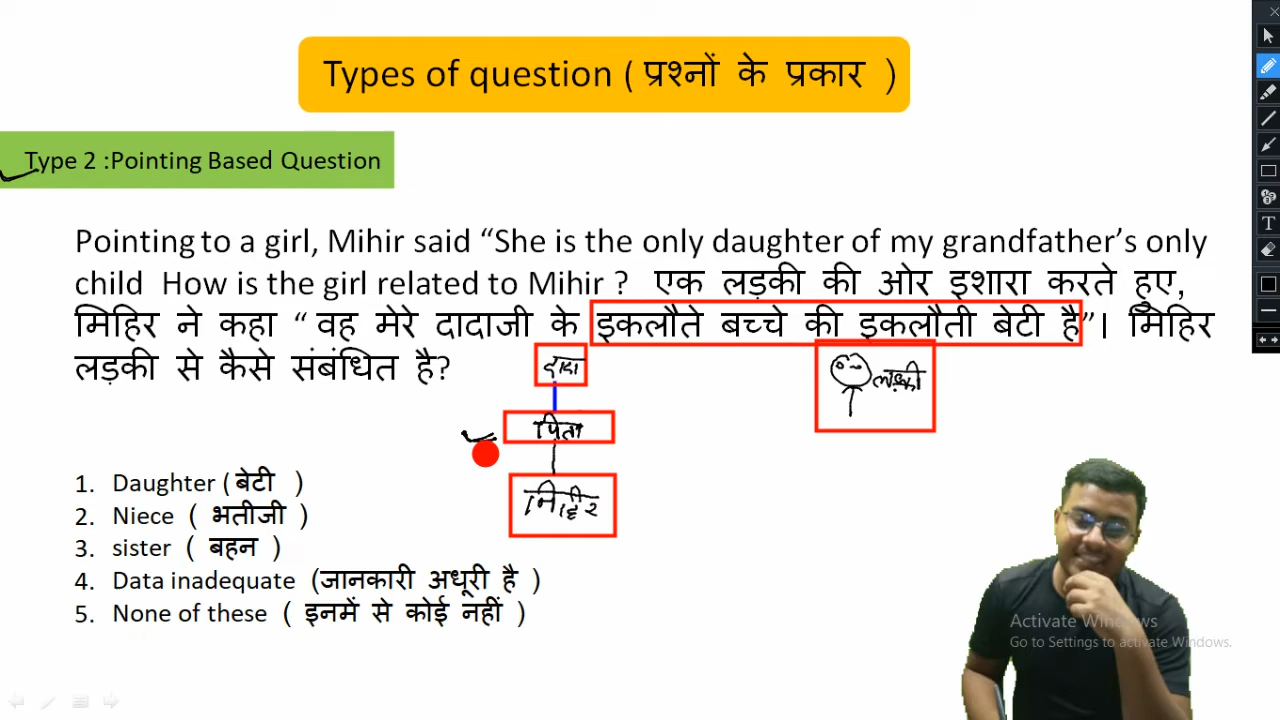 Types of question ( प्रश्नों के प्रकार )
Type 2 :Pointing Based Question
Pointing to a girl, Mihir said “She is the only daughter of my grandfather’s only
child How is the girl related to Mihir ? एक लड़की की ओर इशारा करते हुए,
मिहिर ने कहा “ वह मेरे दादाजी के इकलौते बच्चे की इकलौती बेटी है”। मिहिर
लड़की से कैसे संबंधित है?
दादा
लड़की
पिता
मिहिर
1. Daughter ( बेटी )
2. Niece ( भतीजी )
3. sister ( बहन )
4. Data inadequate (जानकारी अधूरी है )
5. None of these ( इनमें से कोई नहीं )
Activate Windows
Go to Settings to activate Windows.